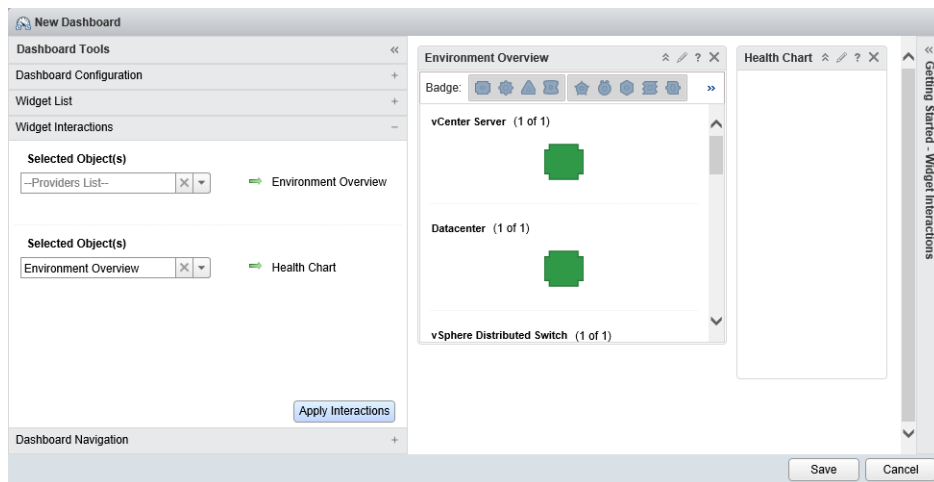 New Dashboard
Dashboard Tools
Dashboard Configuration
Widget List
Widget Interactions
Selected Object(s)
--Providers List--
Environment Overview
Selected Object(s)
Environment Overview
Health Chart
Apply Interactions
Dashboard Navigation
Environment Overview
Badge:
vCenter Server (1 of 1)
Datacenter (1 of 1)
vSphere Distributed Switch (1 of 1)
Health Chart
Getting Started - Widget Interactions
Save
Cancel